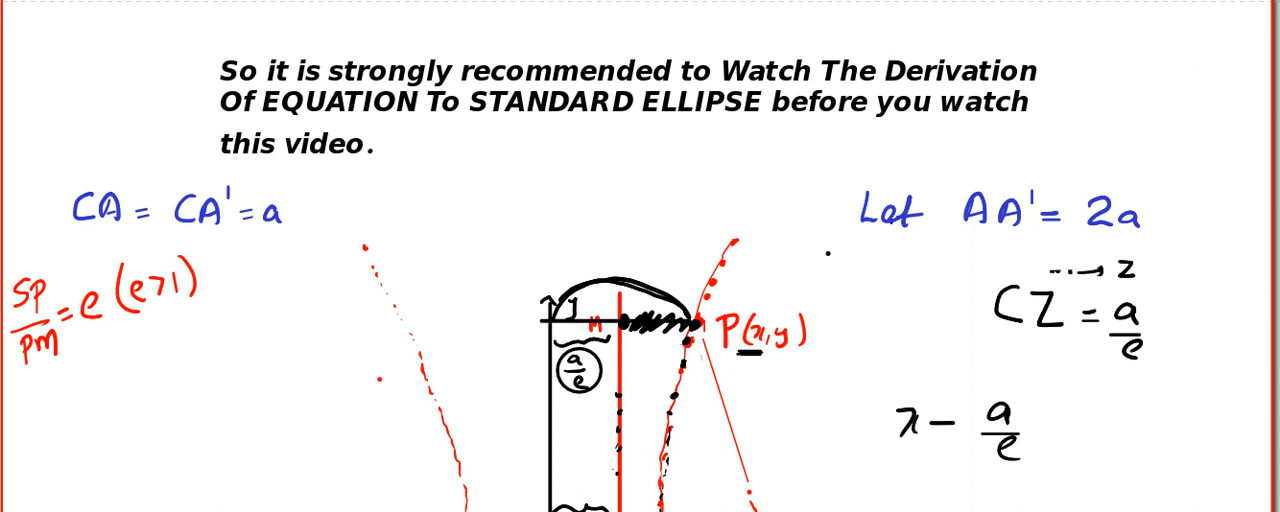 So it is strongly recommended to Watch The Derivation
Of EQUATION To STANDARD ELLIPSE before you watch
this video.
CA = CA' = a
Let AA' = 2a
SP/PM = e (e>1)
z
CZ = a/e
y
M
P(x,y)
a/e
x - a/e